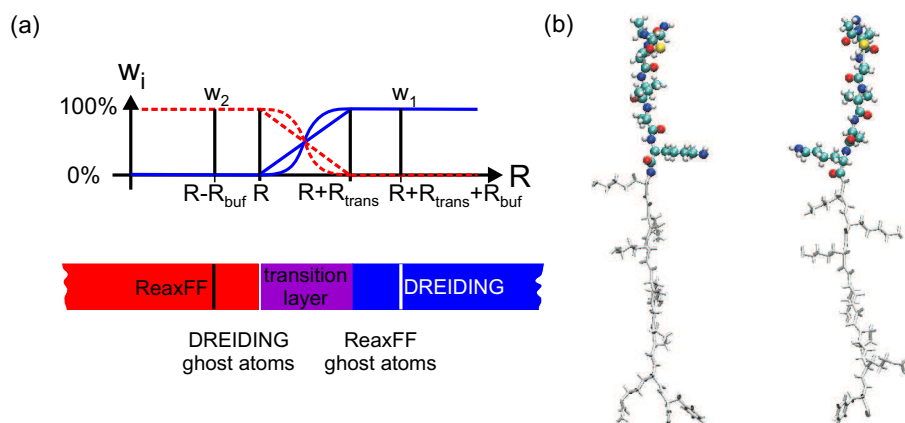 (a)
(b)
w_i
100%
w_2
w_1
0%
R
R-R_buf
R
R+R_trans
R+R_trans+R_buf
ReaxFF
transition
layer
DREIDING
DREIDING
ghost atoms
ReaxFF
ghost atoms